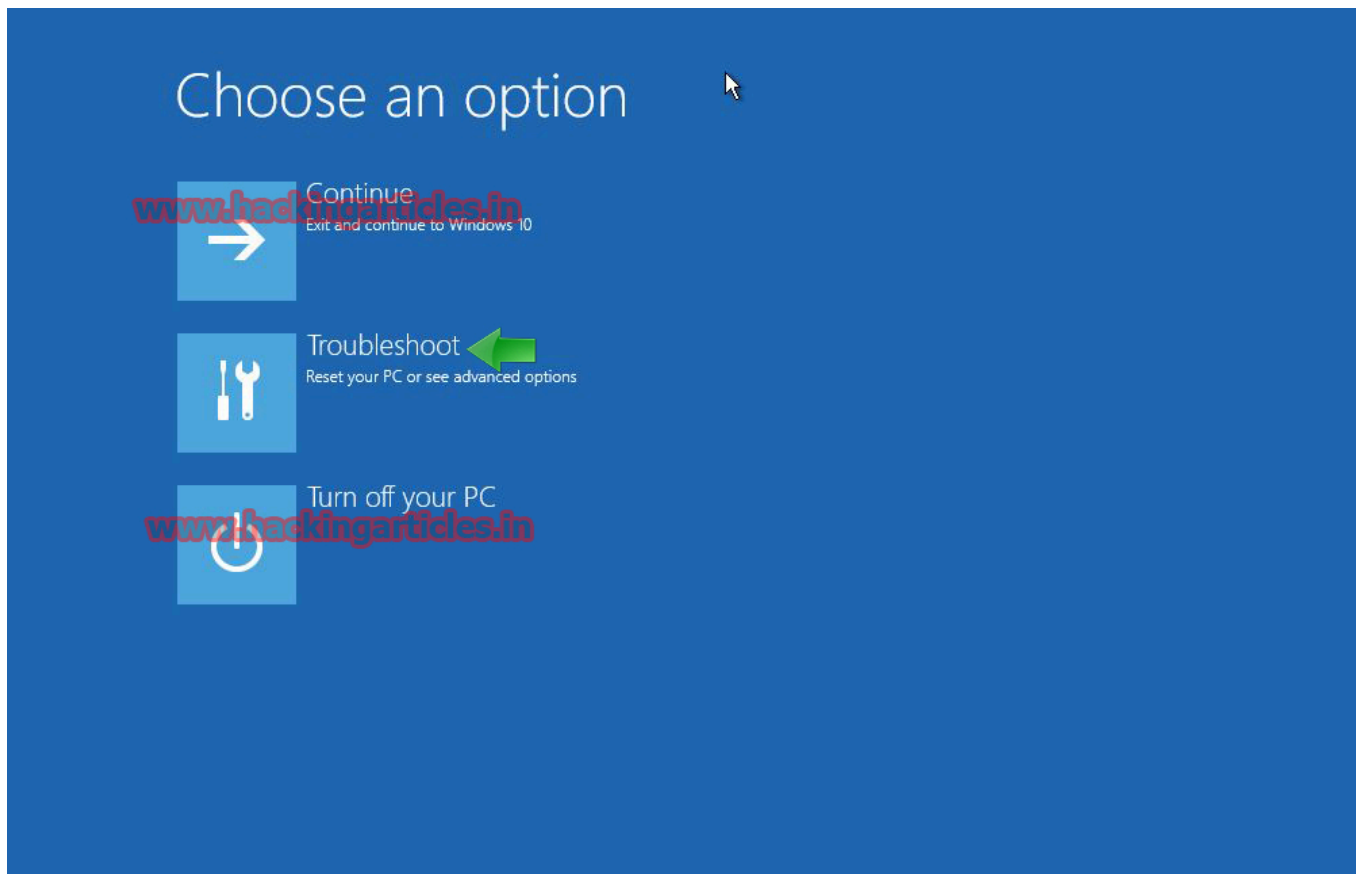 Choose an option
Continue
www.hackingarticles.in
Exit and continue to Windows 10
Troubleshoot
Reset your PC or see advanced options
Turn off your PC
www.hackingarticles.in